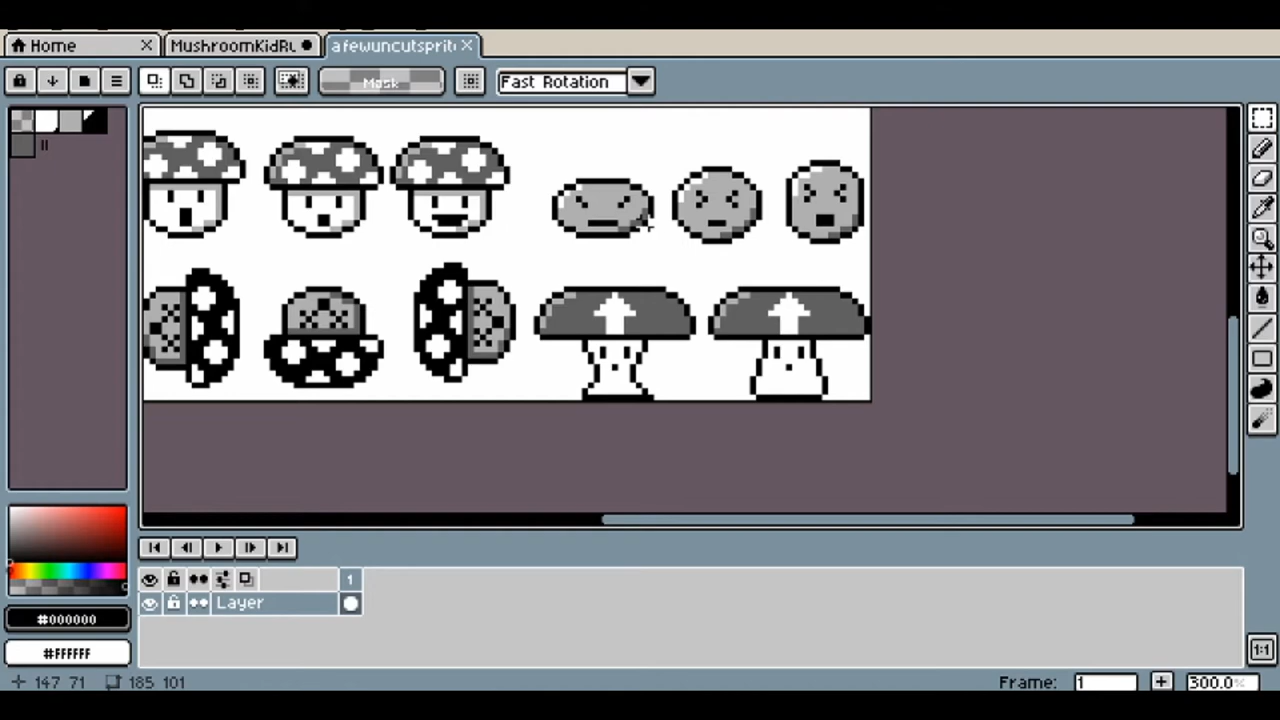 Home
MushroomKidRu
afewuncutsprit
Mask
Fast Rotation
#000000
#FFFFFF
1
Layer
1:1
147 71 185 101
Frame: 1 300.0%